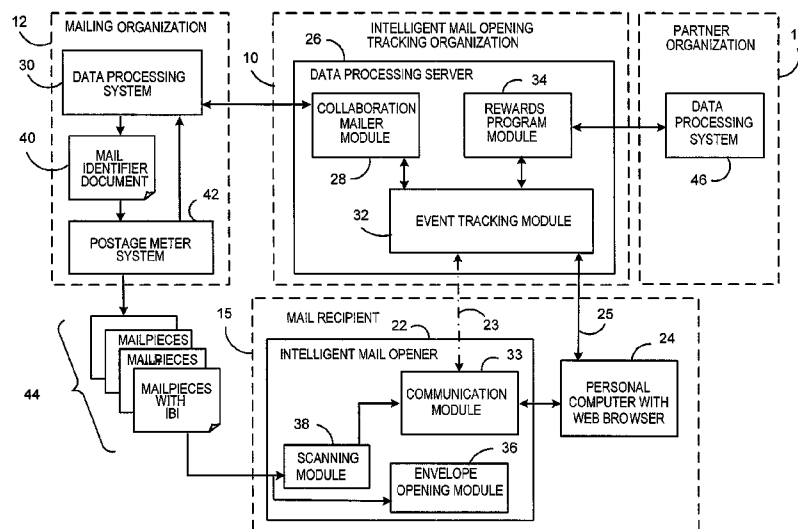 12
MAILING ORGANIZATION
30
DATA PROCESSING
SYSTEM
40
MAIL
IDENTIFIER
DOCUMENT
42
POSTAGE METER
SYSTEM
INTELLIGENT MAIL OPENING
TRACKING ORGANIZATION
26
10
DATA PROCESSING SERVER
34
COLLABORATION
MAILER
MODULE
28
REWARDS
PROGRAM
MODULE
32
EVENT TRACKING MODULE
PARTNER
ORGANIZATION
DATA
PROCESSING
SYSTEM
46
44
MAILPIECES
MAILPIECES
MAILPIECES
WITH
IBI
15
MAIL RECIPIENT
22
23
25
INTELLIGENT MAIL OPENER
33
24
COMMUNICATION
MODULE
PERSONAL
COMPUTER WITH
WEB BROWSER
38
SCANNING
MODULE
36
ENVELOPE
OPENING MODULE